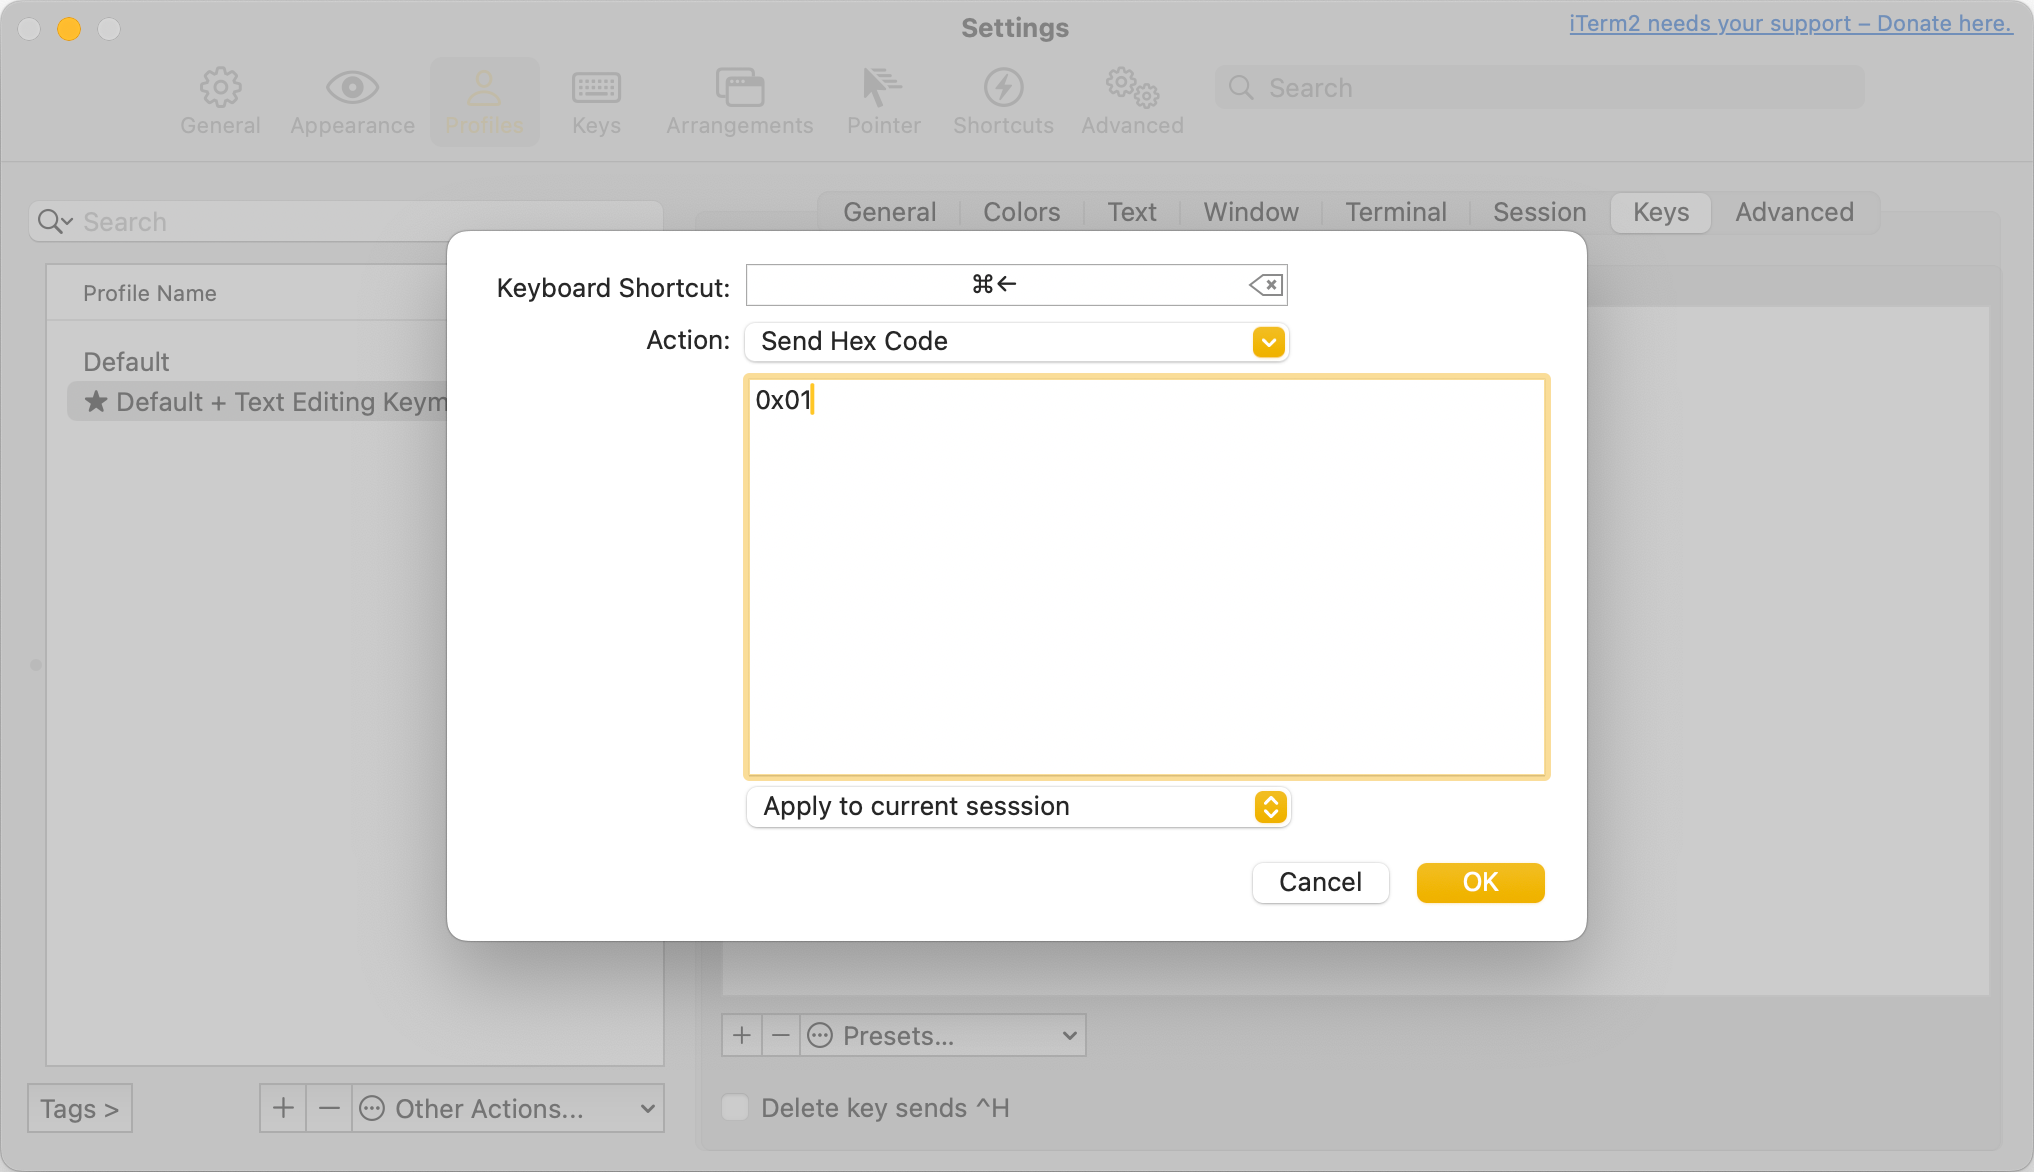 Settings
iTerm2 needs your support – Donate here.
General
Appearance
Profiles
Keys
Arrangements
Pointer
Shortcuts
Advanced
Search
Search
General
Colors
Text
Window
Terminal
Session
Keys
Advanced
Profile Name
Default
★ Default + Text Editing Keym
Keyboard Shortcut:
⌘←
Action:
Send Hex Code
0x01
Apply to current sesssion
Cancel
OK
+
−
Presets...
Delete key sends ^H
Tags >
+
−
Other Actions...